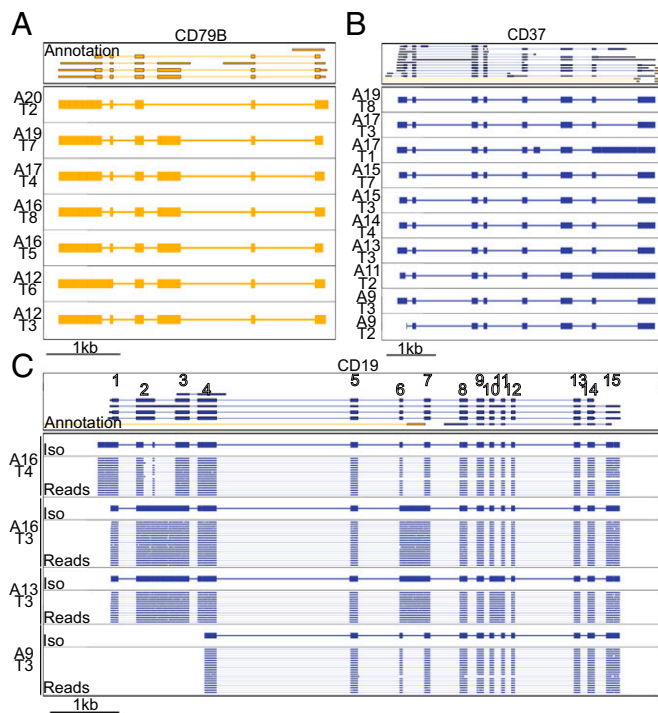 A
CD79B
Annotation
A20
T2
A19
T7
A17
T4
A16
T8
A16
T5
A12
T6
A12
T3
1kb
B
CD37
A19
T8
A17
T3
A17
T1
A15
T7
A15
T3
A14
T4
A13
T3
A11
T2
A9
T3
A9
T2
1kb
C
CD19
1 2 3 4 5 6 7 8 9 10 11 12 13 14 15
Annotation
A16
T4
Iso
Reads
A16
T3
Iso
Reads
A13
T3
Iso
Reads
A9
T3
Iso
Reads
1kb